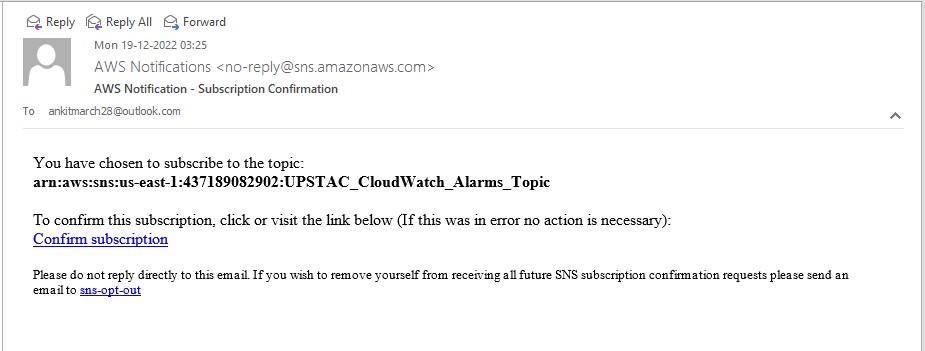 Reply Reply All Forward
Mon 19-12-2022 03:25
AWS Notifications <no-reply@sns.amazonaws.com>
AWS Notification - Subscription Confirmation
To ankitmarch28@outlook.com
You have chosen to subscribe to the topic:
arn:aws:sns:us-east-1:437189082902:UPSTAC_CloudWatch_Alarms_Topic
To confirm this subscription, click or visit the link below (If this was in error no action is necessary):
Confirm subscription
Please do not reply directly to this email. If you wish to remove yourself from receiving all future SNS subscription confirmation requests please send an
email to sns-opt-out